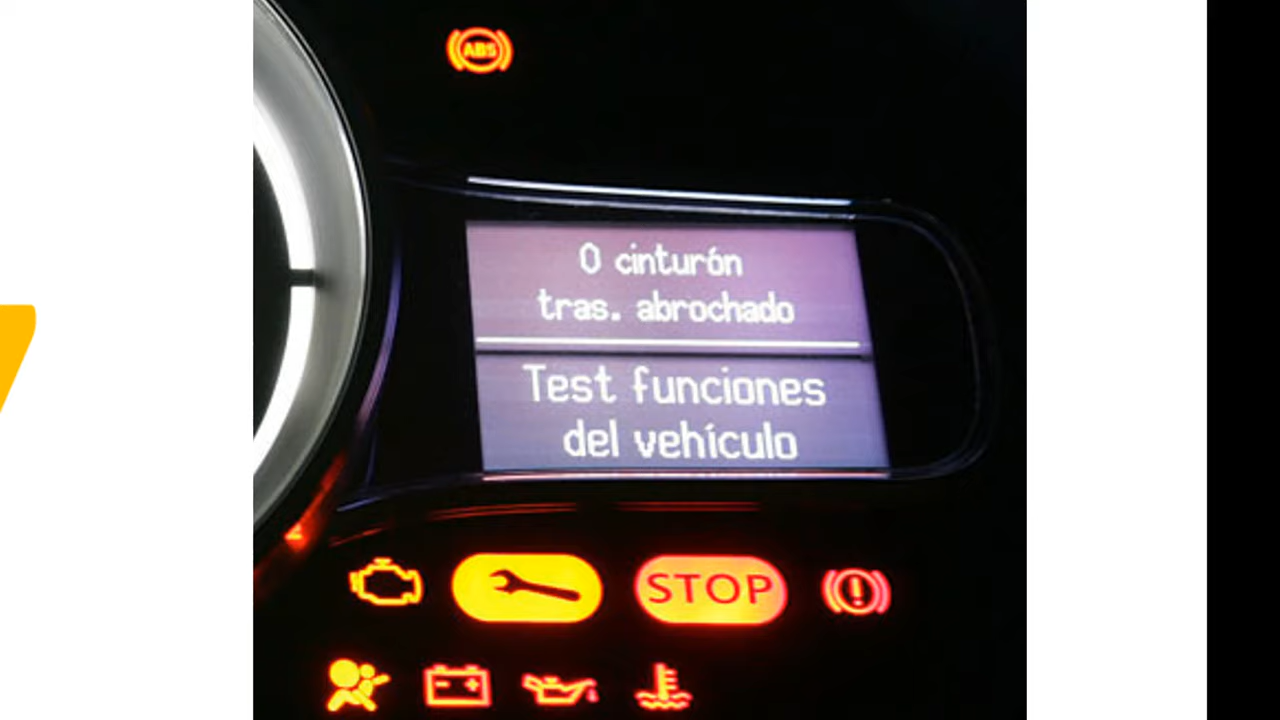 ABS
0 cinturón
tras. abrochado
Test funciones
del vehículo
STOP